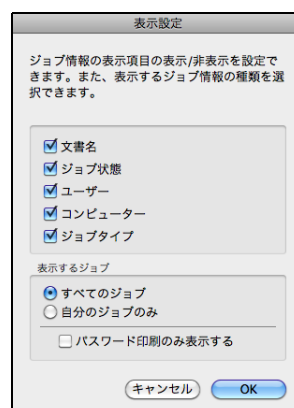 表示設定
ジョブ情報の表示項目の表示/非表示を設定で
きます。また、表示するジョブ情報の種類を選
択できます。
文書名
ジョブ状態
ユーザー
コンピューター
ジョブタイプ
表示するジョブ
すべてのジョブ
自分のジョブのみ
パスワード印刷のみ表示する
キャンセル OK